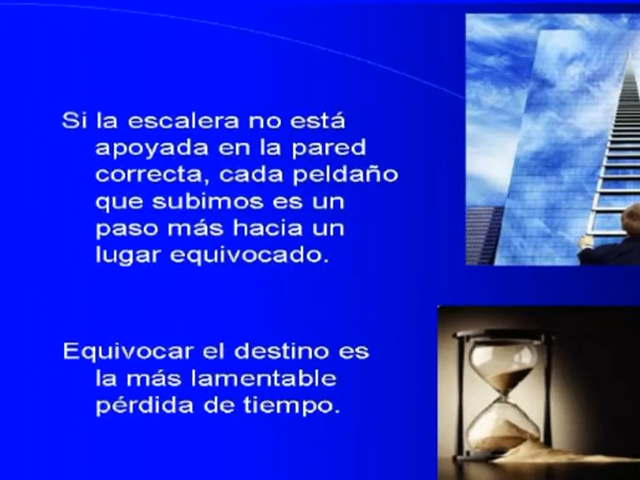 Si la escalera no está
apoyada en la pared
correcta, cada peldaño
que subimos es un
paso más hacia un
lugar equivocado.
Equivocar el destino es
la más lamentable
pérdida de tiempo.